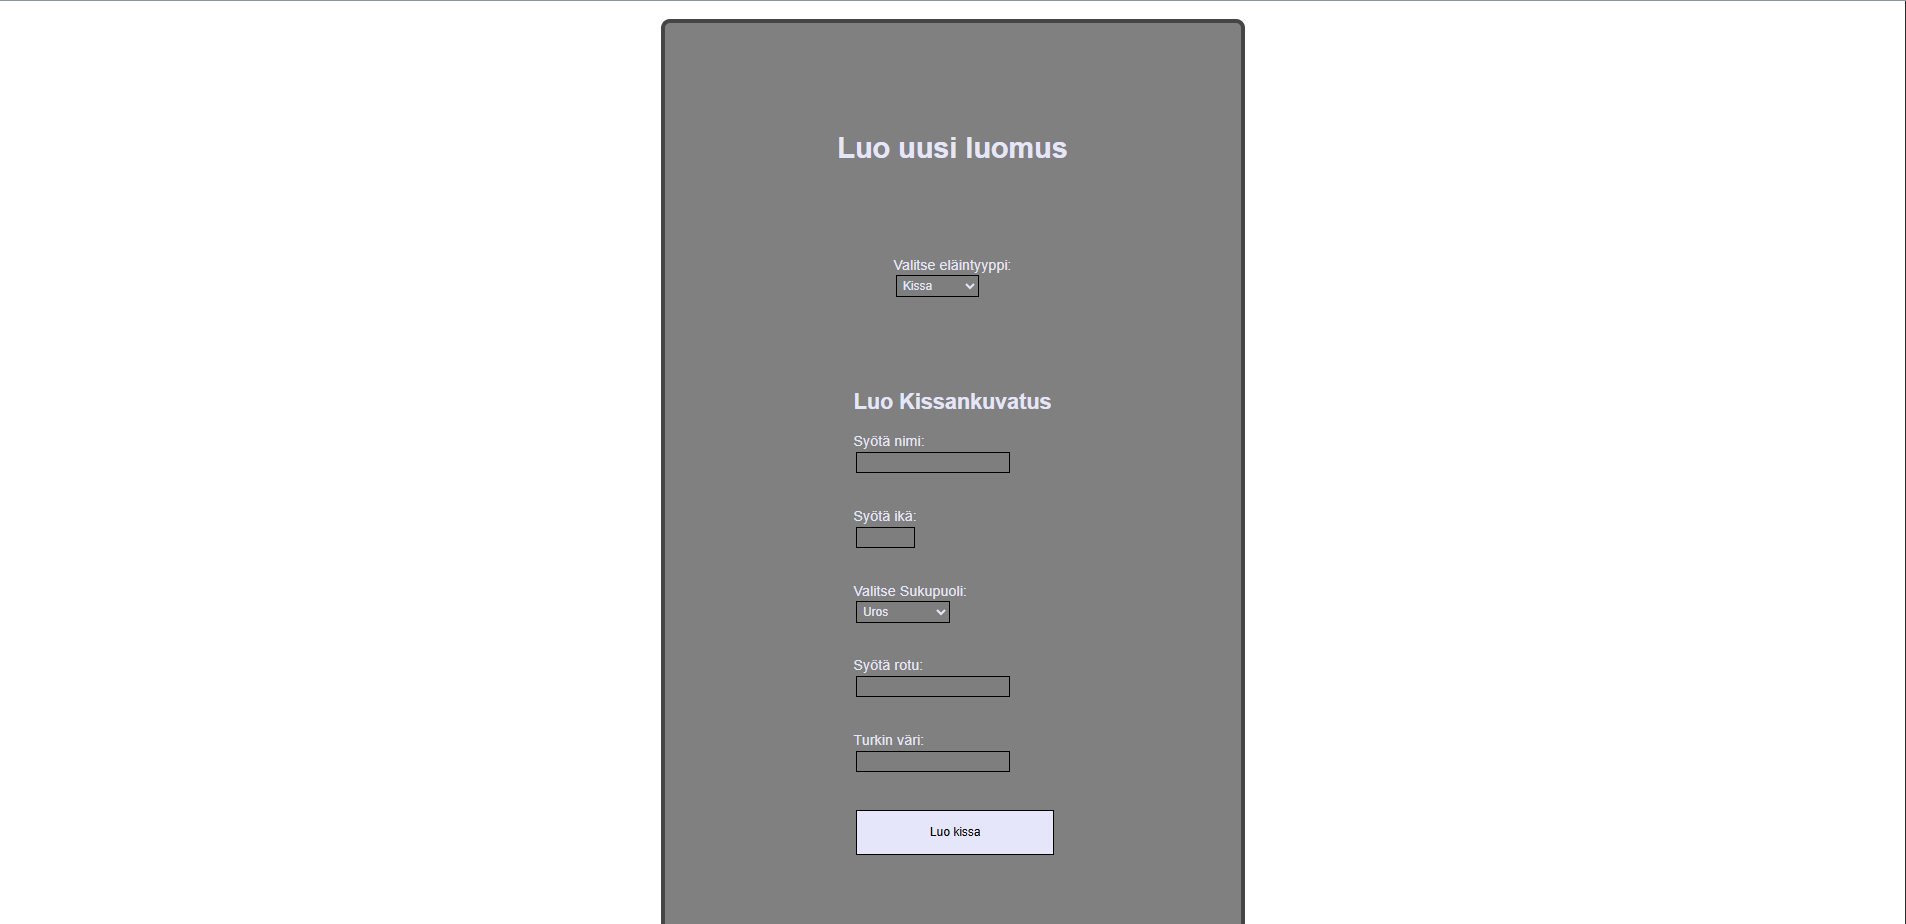 Luo uusi luomus
Valitse eläintyyppi:
Kissa
Luo Kissankuvatus
Syötä nimi:
Syötä ikä:
Valitse Sukupuoli:
Uros
Syötä rotu:
Turkin väri:
Luo kissa